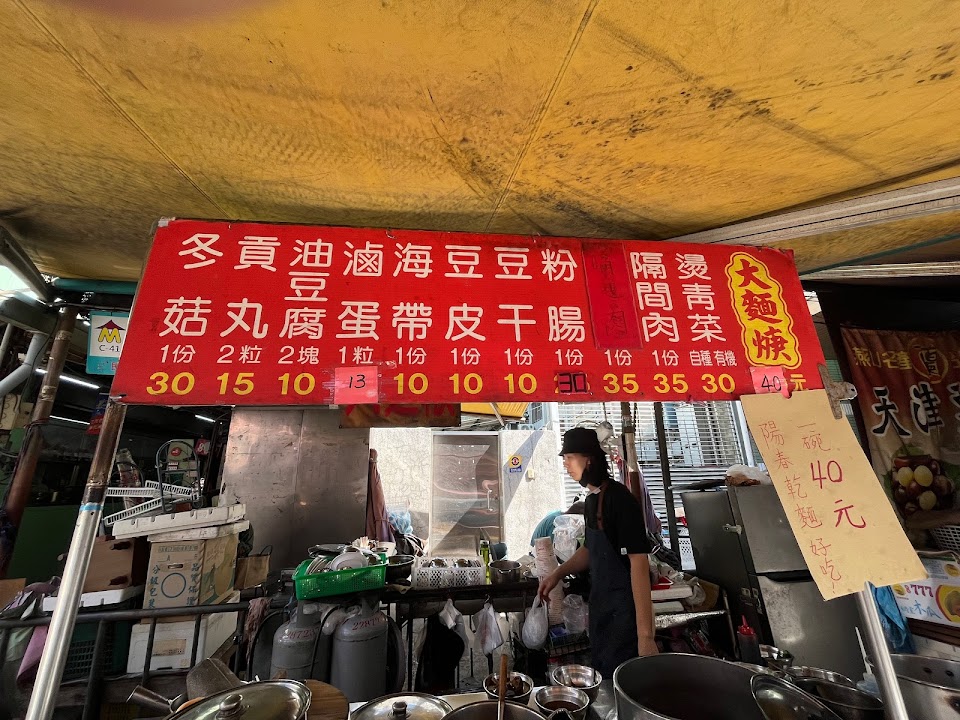 大麵焿 40元
燙青菜 自種有機 30
隔間肉 1份 35
1份 35
粉腸 1份 30
豆干 1份 10
豆皮 1份 10
海帶 1份 10
滷蛋 1粒 13
油豆腐 2塊 10
貢丸 2粒 15
冬菇 1份 30
一碗40元
陽春乾麵好吃
天津
C-41